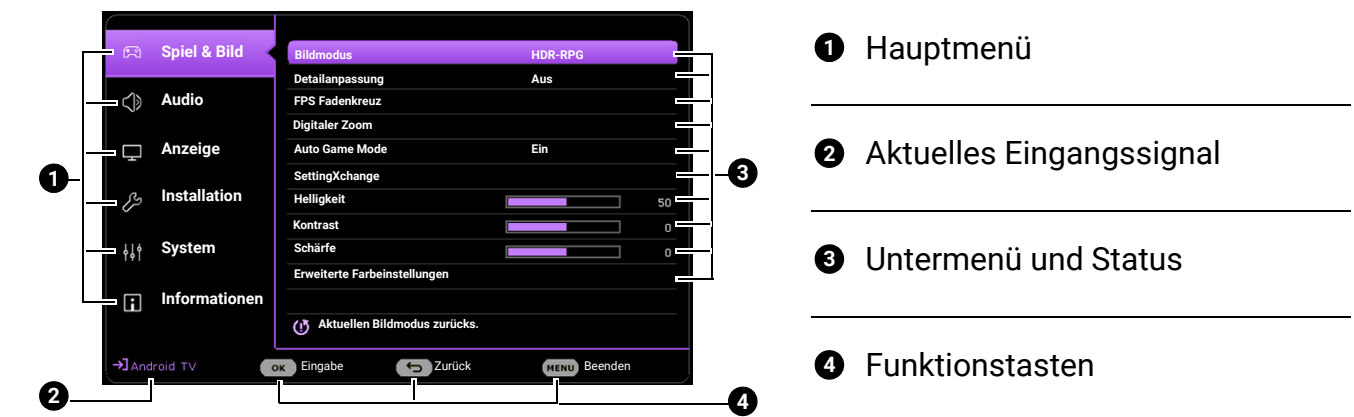 Spiel & Bild
Audio
Anzeige
Installation
System
Informationen
Bildmodus HDR-RPG
Detailanpassung Aus
FPS Fadenkreuz
Digitaler Zoom
Auto Game Mode Ein
SettingXchange
Helligkeit 50
Kontrast 0
Schärfe 0
Erweiterte Farbeinstellungen
Aktuellen Bildmodus zurücks.
Android TV OK Eingabe Zurück MENU Beenden
1
2
3
4
1 Hauptmenü
2 Aktuelles Eingangssignal
3 Untermenü und Status
4 Funktionstasten